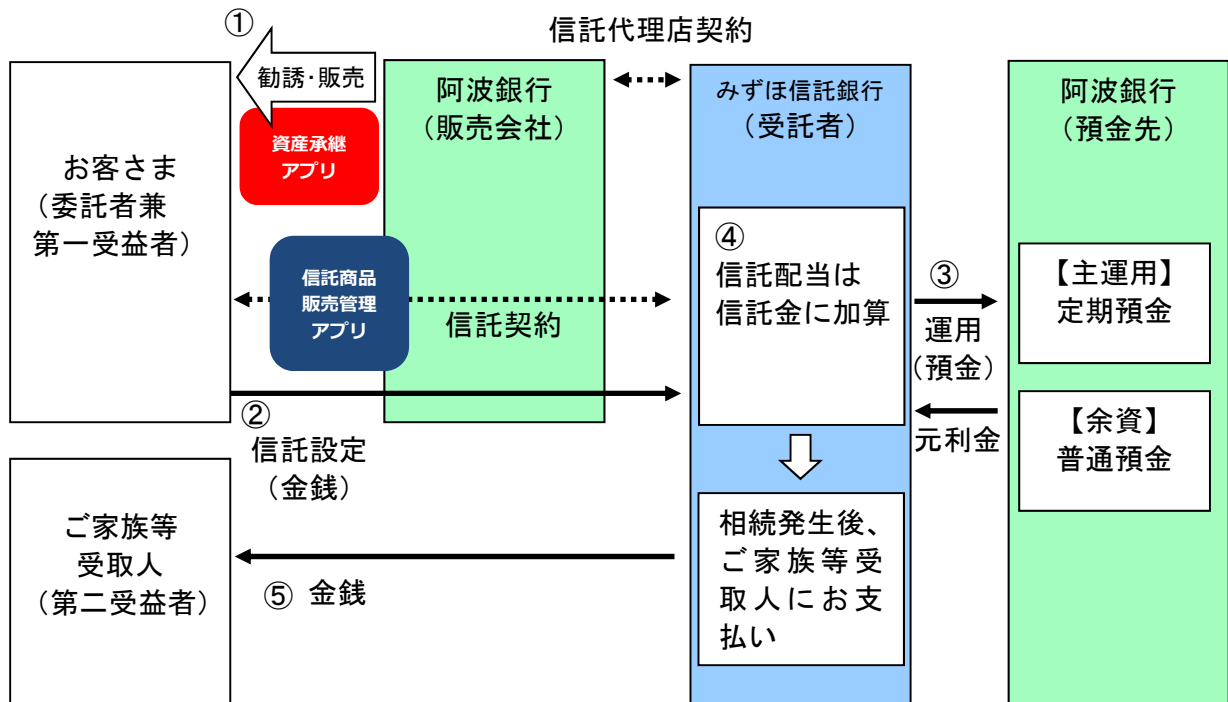 ①
信託代理店契約
勧誘・販売
阿波銀行
（販売会社）
みずほ信託銀行
（受託者）
阿波銀行
（預金先）
資産承継
アプリ
お客さま
（委託者兼
第一受益者）
信託商品
販売管理
アプリ
信託契約
④
信託配当は
信託金に加算
③
運用
（預金）
【主運用】
定期預金
②
信託設定
（金銭）
元利金
【余資】
普通預金
ご家族等
受取人
（第二受益者）
⑤ 金銭
相続発生後、
ご家族等受
取人にお支
払い